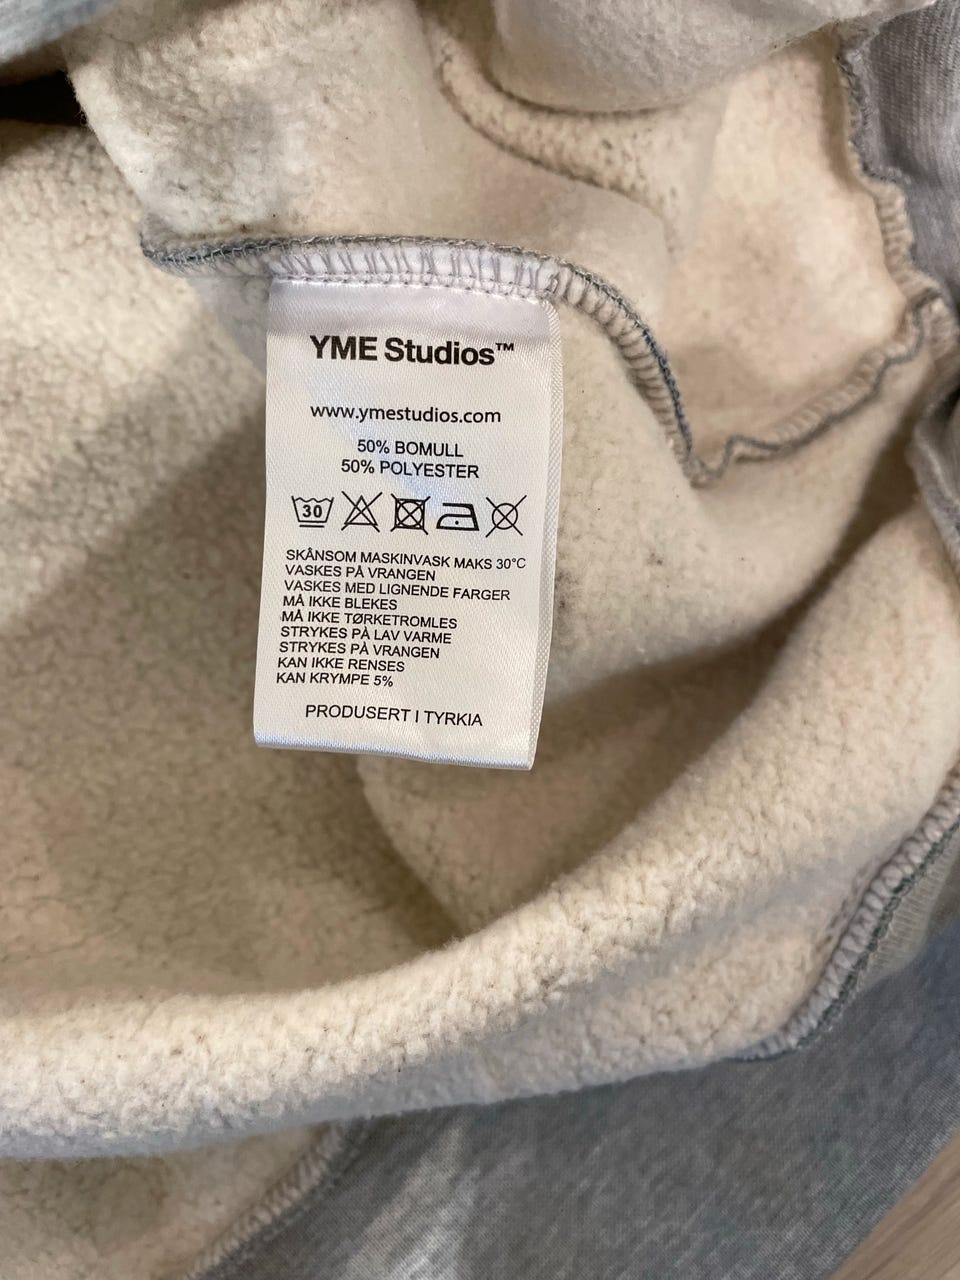 YME Studios™
www.ymestudios.com
50% BOMULL
50% POLYESTER
30
SKÅNSOM MASKINVASK MAKS 30°C
VASKES PÅ VRANGEN
VASKES MED LIGNENDE FARGER
MÅ IKKE BLEKES
MÅ IKKE TØRKETROMLES
STRYKES PÅ LAV VARME
STRYKES PÅ VRANGEN
KAN IKKE RENSES
KAN KRYMPE 5%
PRODUSERT I TYRKIA